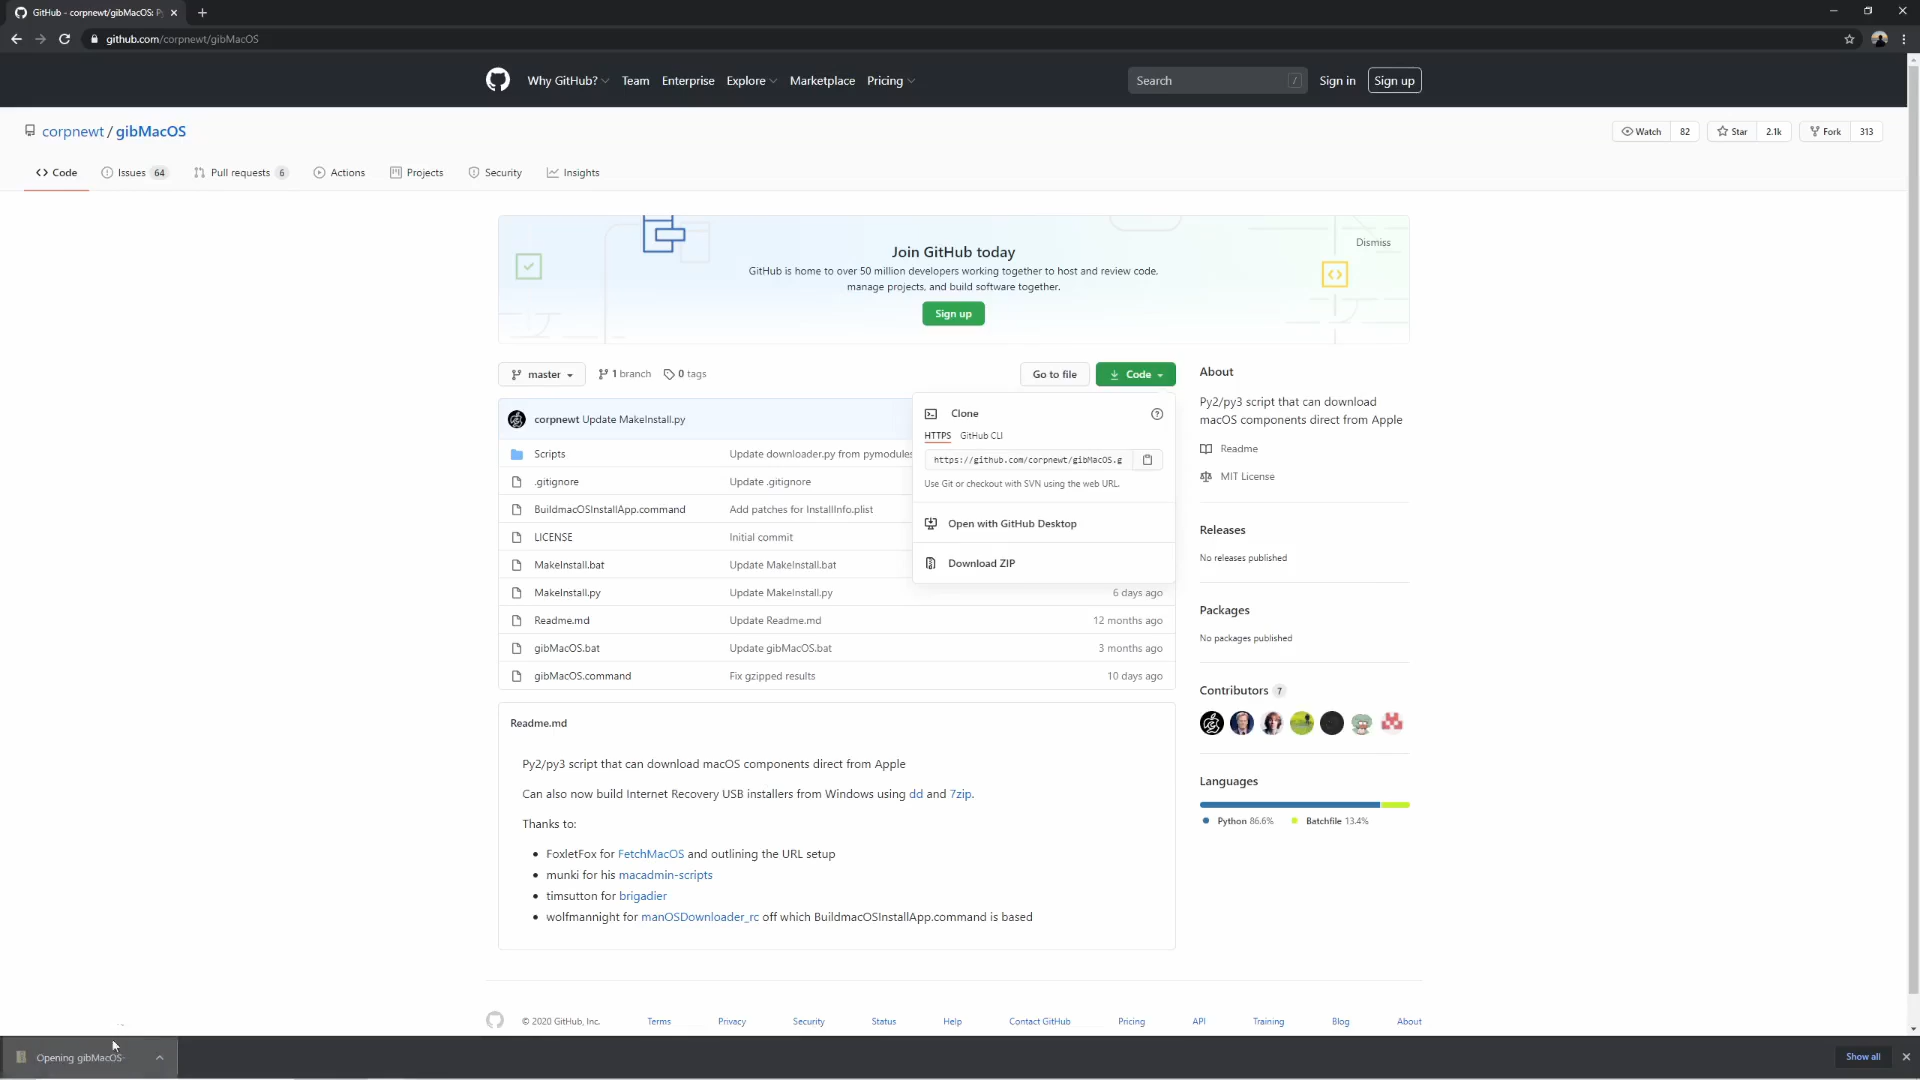 GitHub - corpnewt/gibMacOS: P
github.com/corpnewt/gibMacOS
Why GitHub? Team Enterprise Explore Marketplace Pricing Search / Sign in Sign up
corpnewt / gibMacOS Watch 82 Star 2.1k Fork 313
Code Issues 64 Pull requests 6 Actions Projects Security Insights
Join GitHub today
Dismiss
GitHub is home to over 50 million developers working together to host and review code,
manage projects, and build software together.
Sign up
master 1 branch 0 tags Go to file Code
corpnewt Update MakeInstall.py
Scripts Update downloader.py from pymodules
.gitignore Update .gitignore
BuildmacOSInstallApp.command Add patches for InstallInfo.plist
LICENSE Initial commit
MakeInstall.bat Update MakeInstall.bat
MakeInstall.py Update MakeInstall.py 6 days ago
Readme.md Update Readme.md 12 months ago
gibMacOS.bat Update gibMacOS.bat 3 months ago
gibMacOS.command Fix gzipped results 10 days ago
Clone
HTTPS GitHub CLI
https://github.com/corpnewt/gibMacOS.g
Use Git or checkout with SVN using the web URL.
Open with GitHub Desktop
Download ZIP
About
Py2/py3 script that can download
macOS components direct from Apple
Readme
MIT License
Releases
No releases published
Packages
No packages published
Contributors 7
Languages
Python 86.6% Batchfile 13.4%
Readme.md
Py2/py3 script that can download macOS components direct from Apple
Can also now build Internet Recovery USB installers from Windows using dd and 7zip.
Thanks to:
FoxletFox for FetchMacOS and outlining the URL setup
munki for his macadmin-scripts
timsutton for brigadier
wolfmannight for manOSDownloader_rc off which BuildmacOSInstallApp.command is based
© 2020 GitHub, Inc. Terms Privacy Security Status Help Contact GitHub Pricing API Training Blog About
Opening gibMacOS- Show all